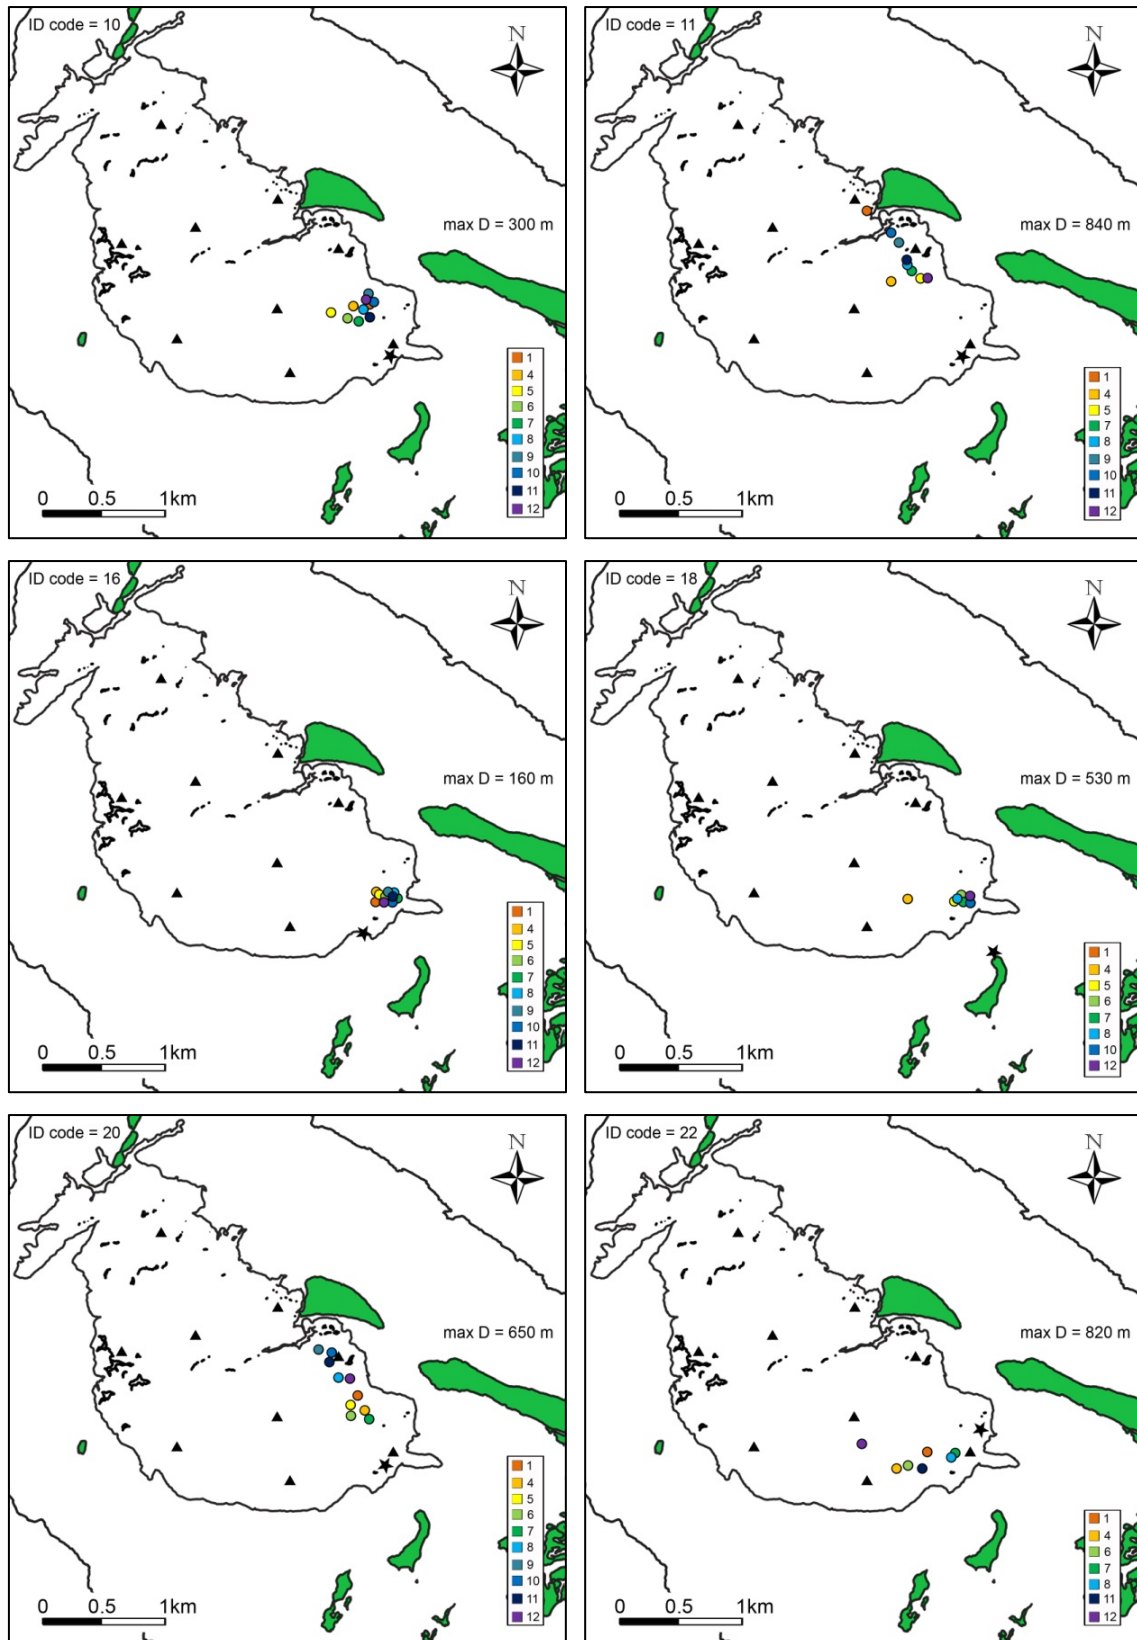 ID code = 10
N
max D = 300 m
1
4
5
6
7
8
9
10
11
12
0 0.5 1km
ID code = 11
N
max D = 840 m
1
4
5
7
8
9
10
11
12
0 0.5 1km
ID code = 16
N
max D = 160 m
1
4
5
6
7
8
9
10
11
12
0 0.5 1km
ID code = 18
N
max D = 530 m
1
4
5
6
7
8
10
12
0 0.5 1km
ID code = 20
N
max D = 650 m
1
4
5
6
7
8
9
10
11
12
0 0.5 1km
ID code = 22
N
max D = 820 m
1
4
6
7
8
11
12
0 0.5 1km